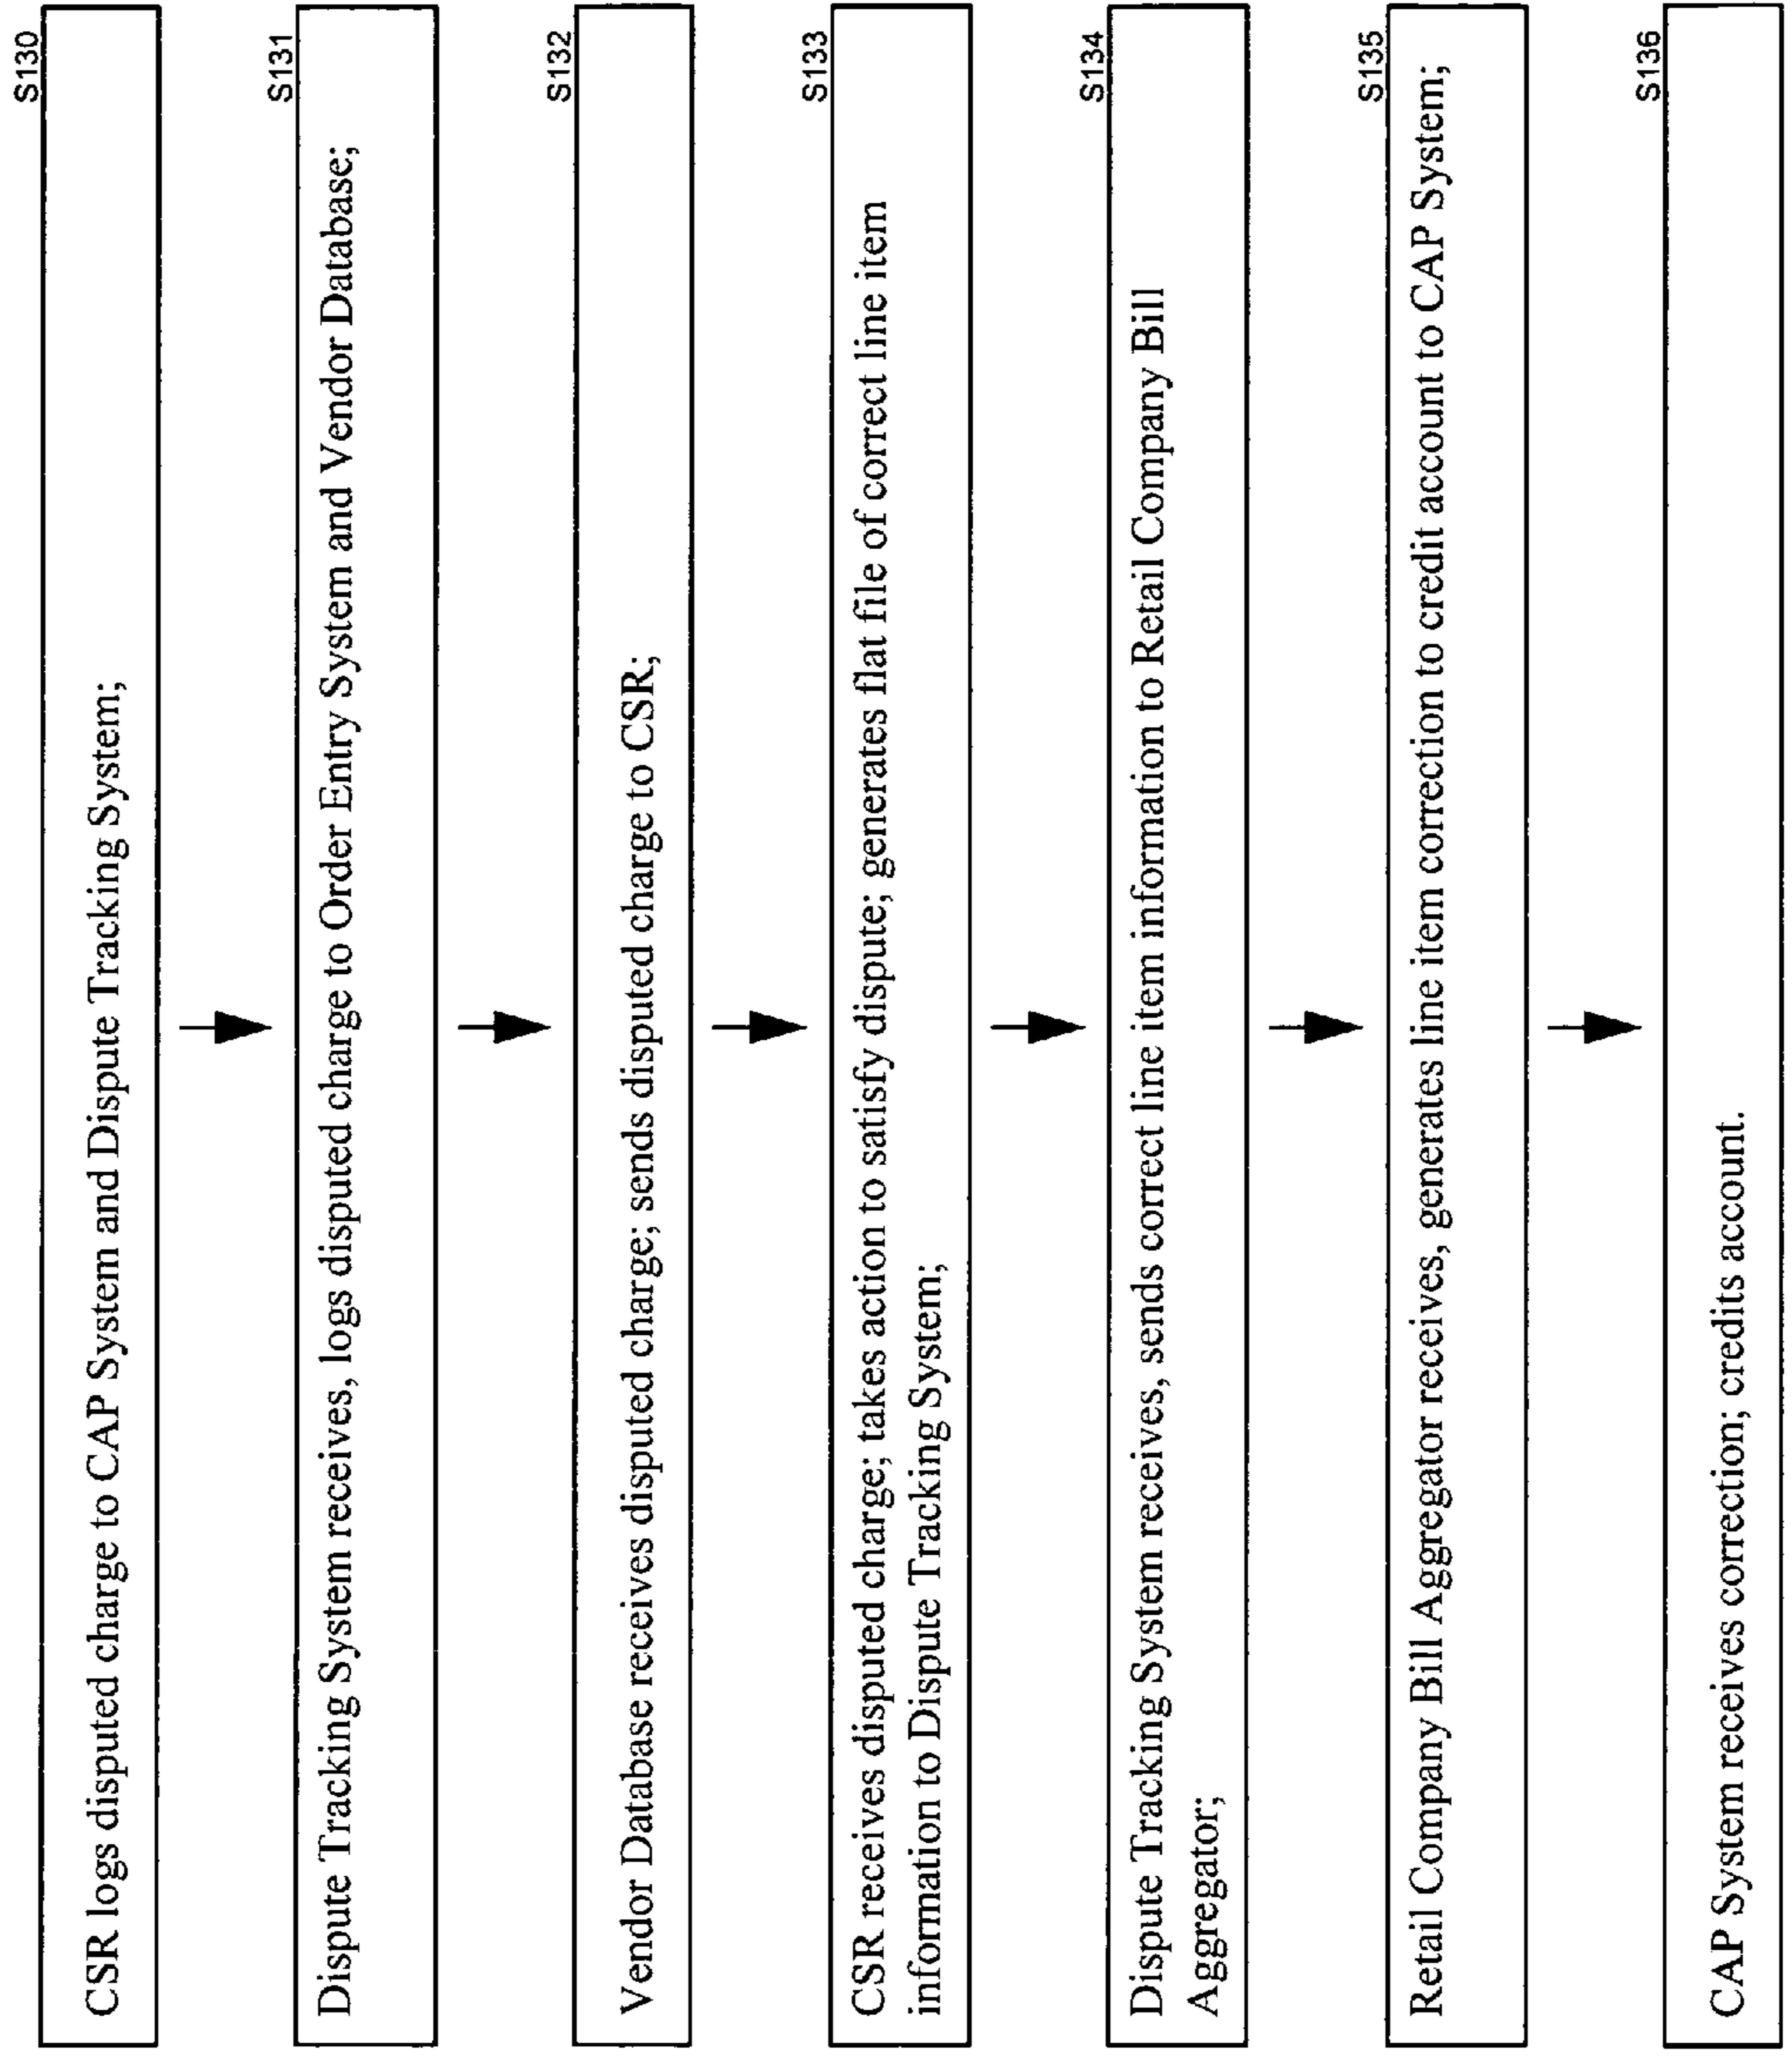 S130
CSR logs disputed charge to CAP System and Dispute Tracking System;
S131
Dispute Tracking System receives, logs disputed charge to Order Entry System and Vendor Database;
S132
Vendor Database receives disputed charge; sends disputed charge to CSR;
S133
CSR receives disputed charge; takes action to satisfy dispute; generates flat file of correct line item
information to Dispute Tracking System;
S134
Dispute Tracking System receives, sends correct line item information to Retail Company Bill
Aggregator;
S135
Retail Company Bill Aggregator receives, generates line item correction to credit account to CAP System;
S136
CAP System receives correction; credits account.